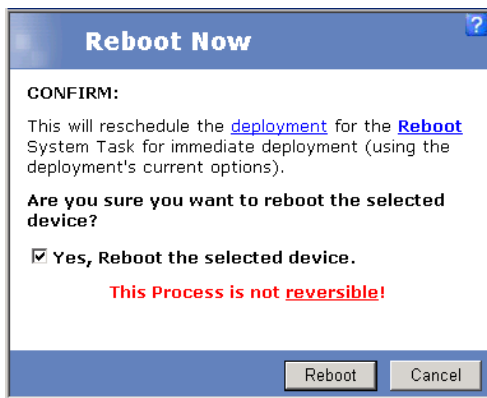 Reboot Now
?
CONFIRM:
This will reschedule the deployment for the Reboot
System Task for immediate deployment (using the
deployment's current options).
Are you sure you want to reboot the selected
device?
Yes, Reboot the selected device.
This Process is not reversible!
Reboot
Cancel